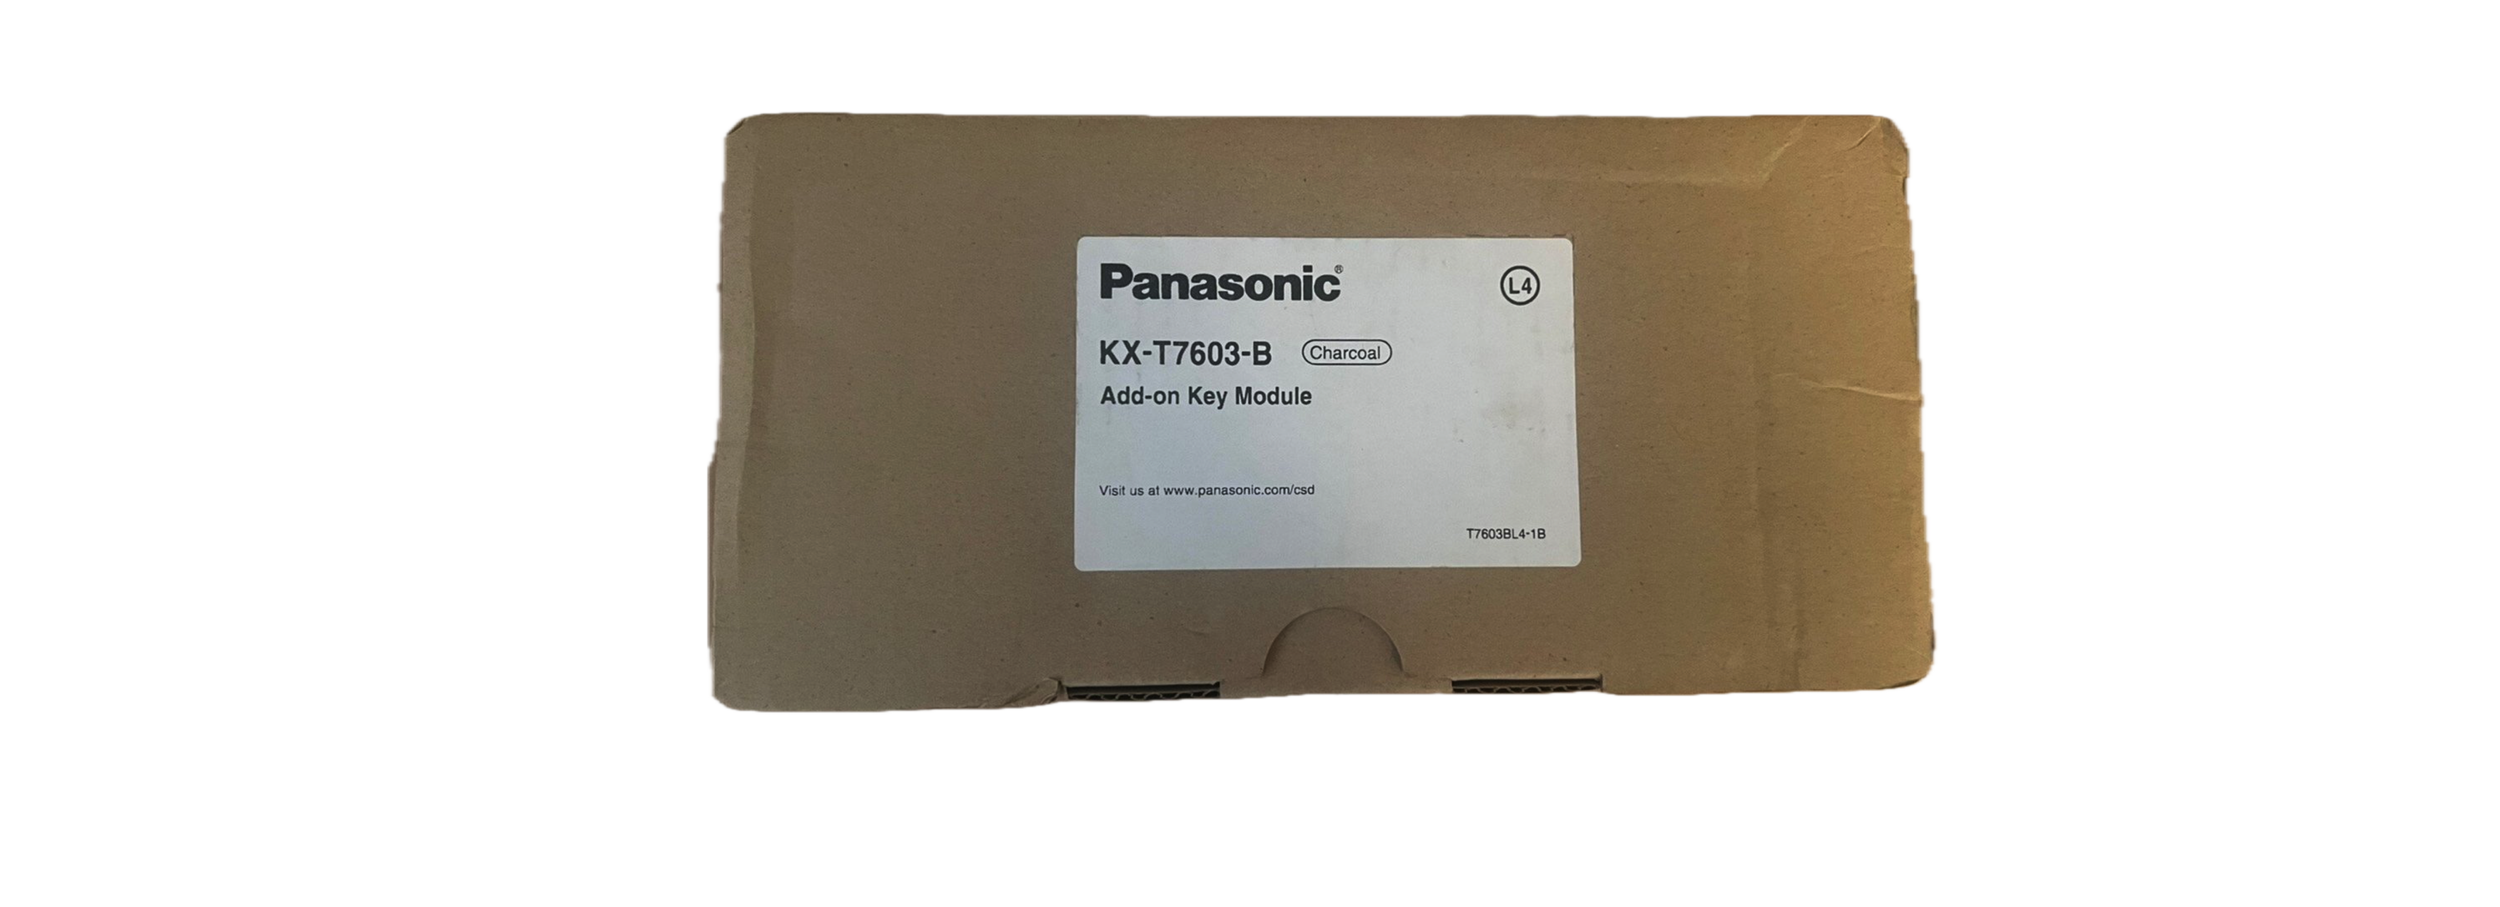 Panasonic®
L4
KX-T7603-B Charcoal
Add-on Key Module
Visit us at www.panasonic.com/csd
T7603BL4-1B